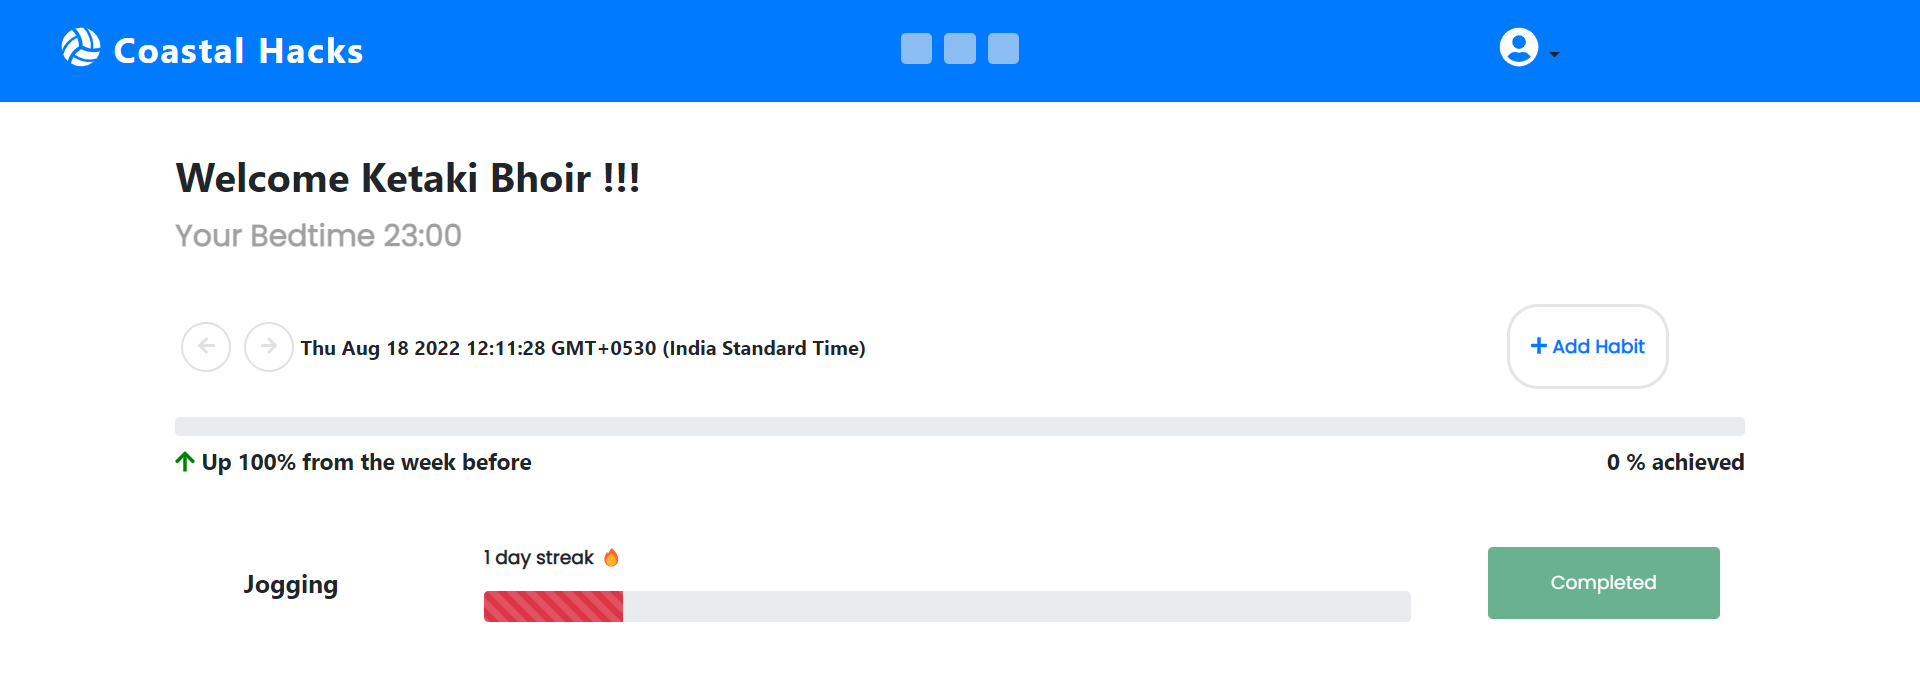 Coastal Hacks
Welcome Ketaki Bhoir !!!
Your Bedtime 23:00
Thu Aug 18 2022 12:11:28 GMT+0530 (India Standard Time)
+ Add Habit
Up 100% from the week before
0 % achieved
1 day streak 🔥
Jogging
Completed